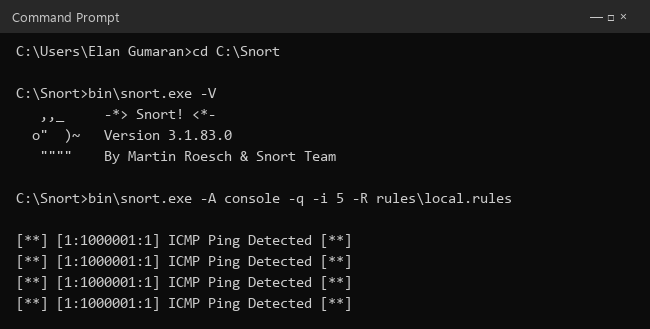 Command Prompt
C:\Users\Elan Gumaran>cd C:\Snort
C:\Snort>bin\snort.exe -V
,,_ -*> Snort! <*-
o" )~ Version 3.1.83.0
"""" By Martin Roesch & Snort Team
C:\Snort>bin\snort.exe -A console -q -i 5 -R rules\local.rules
[**] [1:1000001:1] ICMP Ping Detected [**]
[**] [1:1000001:1] ICMP Ping Detected [**]
[**] [1:1000001:1] ICMP Ping Detected [**]
[**] [1:1000001:1] ICMP Ping Detected [**]